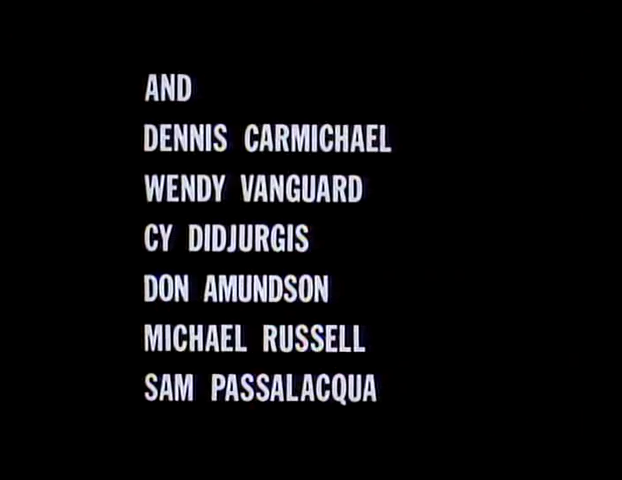 AND
DENNIS CARMICHAEL
WENDY VANGUARD
CY DIDJURGIS
DON AMUNDSON
MICHAEL RUSSELL
SAM PASSALACQUA